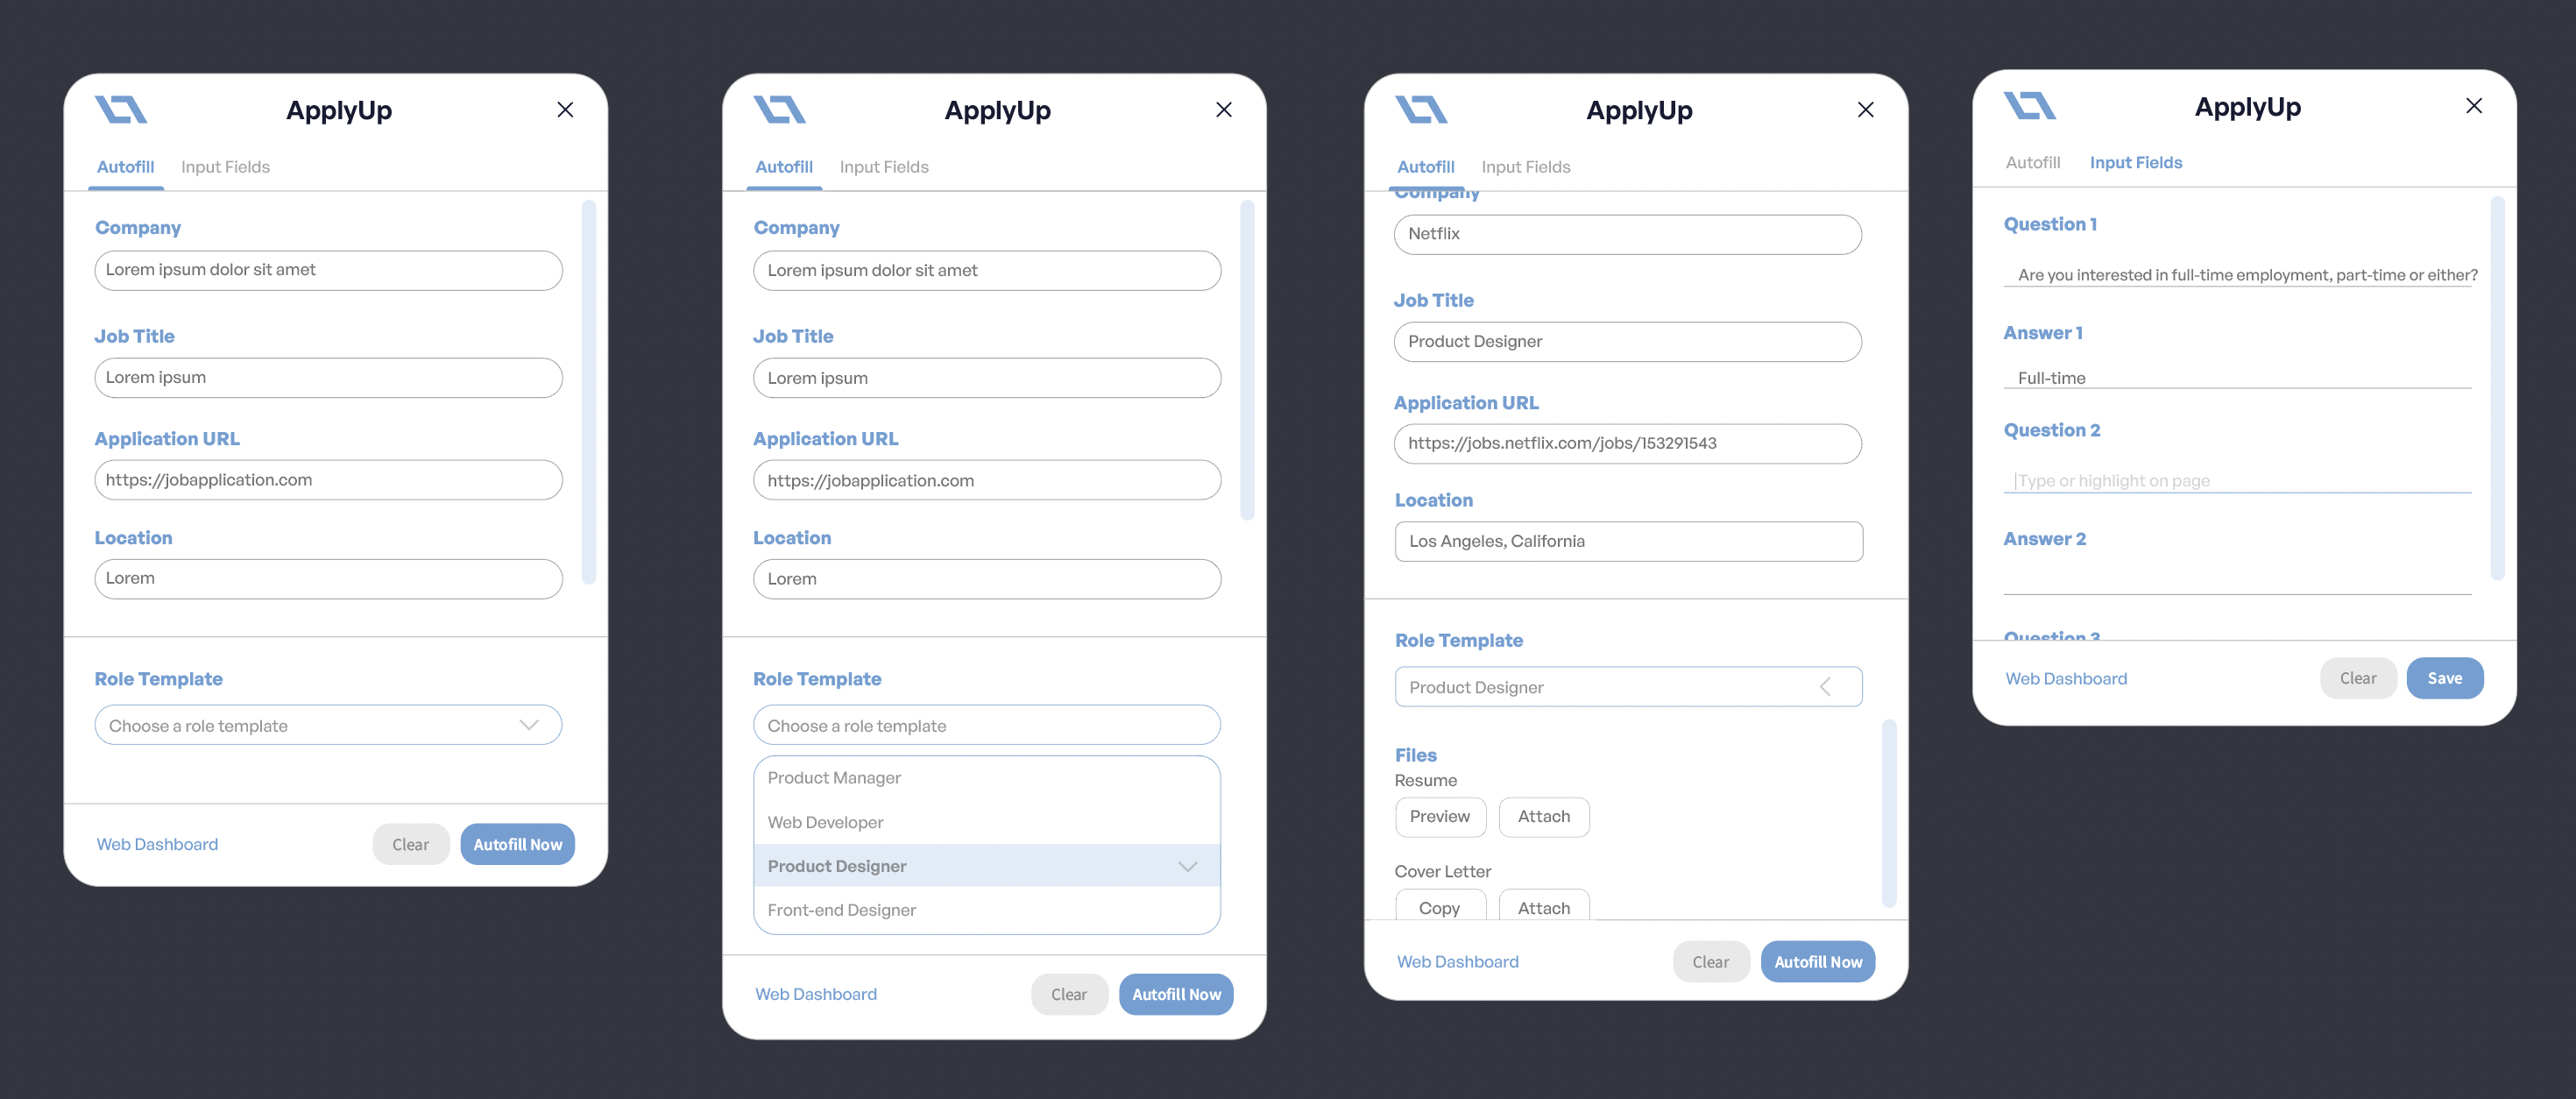 ApplyUp
Autofill Input Fields
Company
Lorem ipsum dolor sit amet
Job Title
Lorem ipsum
Application URL
https://jobapplication.com
Location
Lorem
Role Template
Choose a role template
Web Dashboard Clear Autofill Now
ApplyUp
Autofill Input Fields
Company
Lorem ipsum dolor sit amet
Job Title
Lorem ipsum
Application URL
https://jobapplication.com
Location
Lorem
Role Template
Choose a role template
Product Manager
Web Developer
Product Designer
Front-end Designer
Web Dashboard Clear Autofill Now
ApplyUp
Autofill Input Fields
Company
Netflix
Job Title
Product Designer
Application URL
https://jobs.netflix.com/jobs/153291543
Location
Los Angeles, California
Role Template
Product Designer
Files
Resume
Preview Attach
Cover Letter
Copy Attach
Web Dashboard Clear Autofill Now
ApplyUp
Autofill Input Fields
Question 1
Are you interested in full-time employment, part-time or either?
Answer 1
Full-time
Question 2
Type or highlight on page
Answer 2
Question 3
Web Dashboard Clear Save